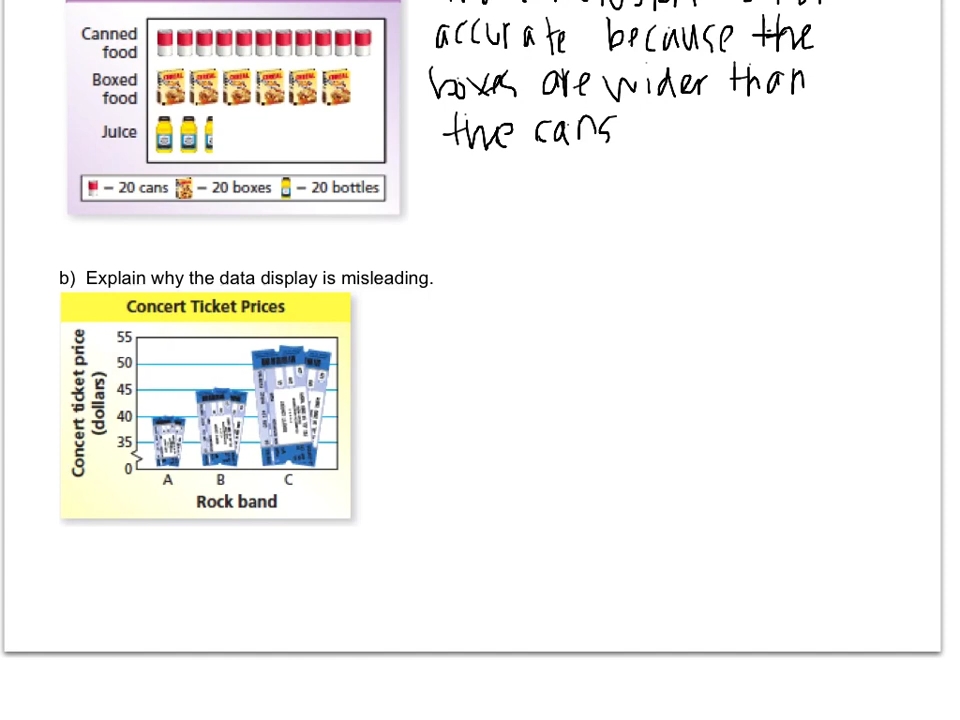 accurate because the
Canned
food
boxes are wider than
Boxed
food
the cans
Juice
– 20 cans – 20 boxes – 20 bottles
b) Explain why the data display is misleading.
Concert Ticket Prices
Concert ticket price
(dollars)
55
50
45
40
35
0
A B C
Rock band